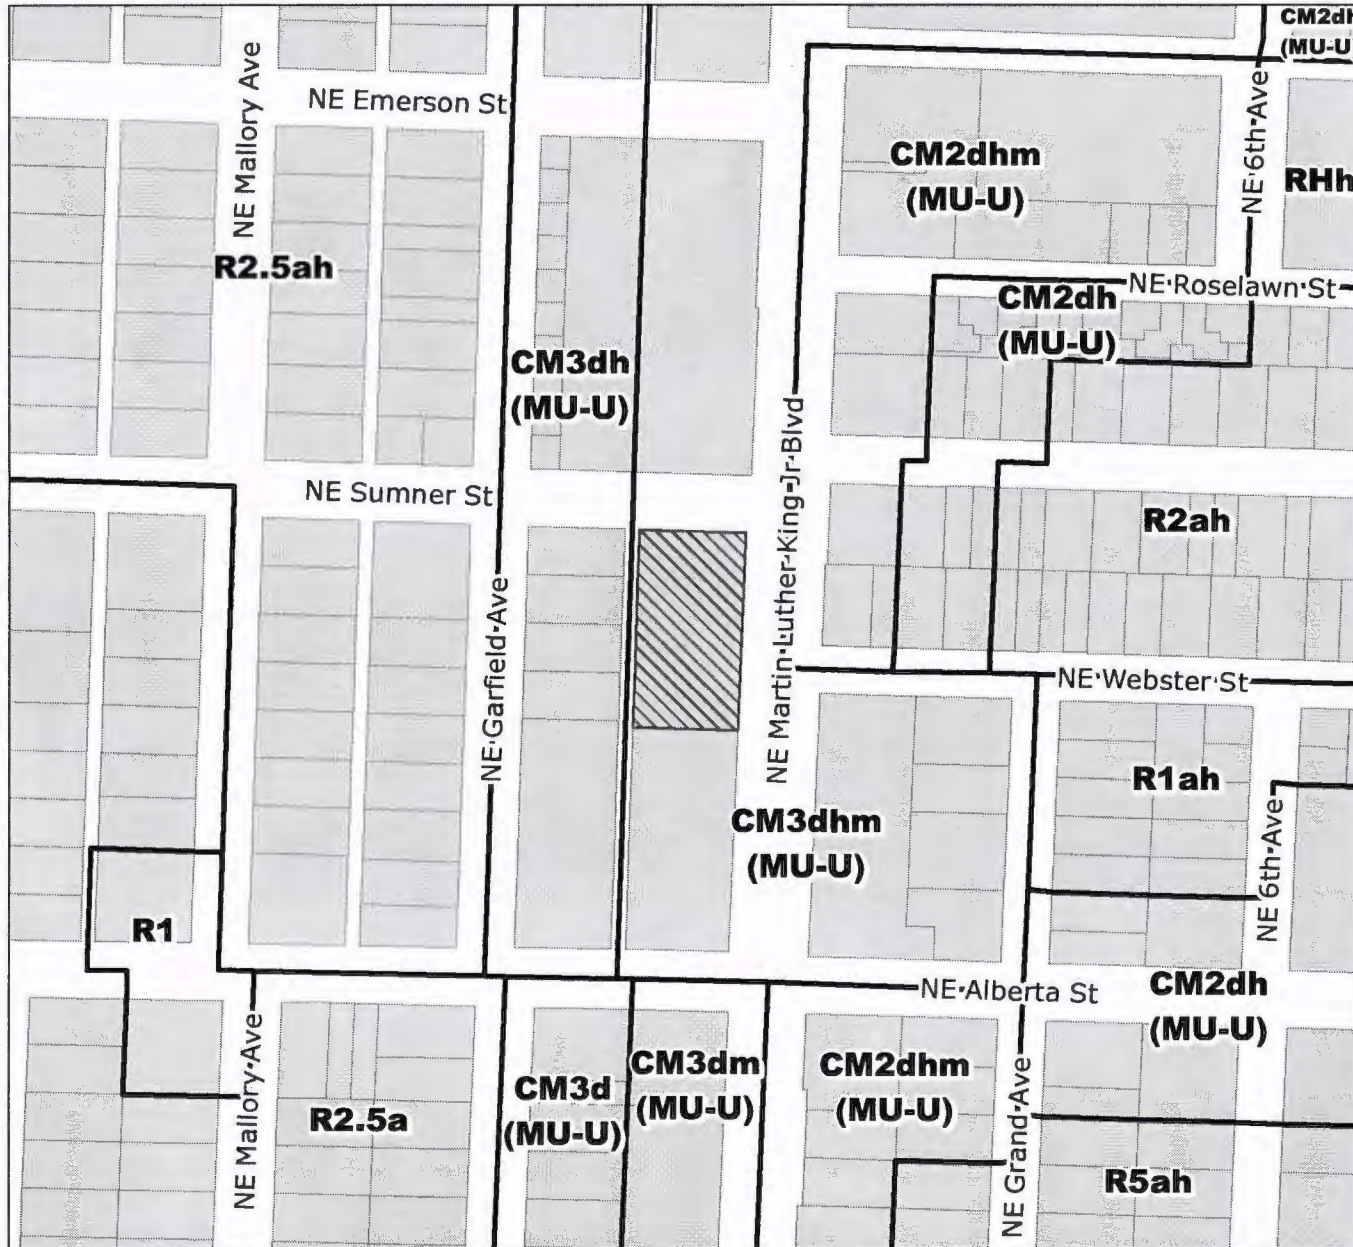 CM2dh
(MU-U
NE Emerson St
NE Mallory Ave
CM2dhm
(MU-U)
NE 6th Ave
RHh
R2.5ah
NE Roselawn St
CM2dh
(MU-U)
CM3dh
(MU-U)
NE Martin Luther King Jr Blvd
NE Sumner St
R2ah
NE Garfield Ave
NE Webster St
R1ah
CM3dhm
(MU-U)
NE 6th Ave
R1
NE Alberta St
CM2dh
(MU-U)
NE Mallory Ave
R2.5a
CM3d
(MU-U)
CM3dm
(MU-U)
CM2dhm
(MU-U)
NE Grand Ave
R5ah